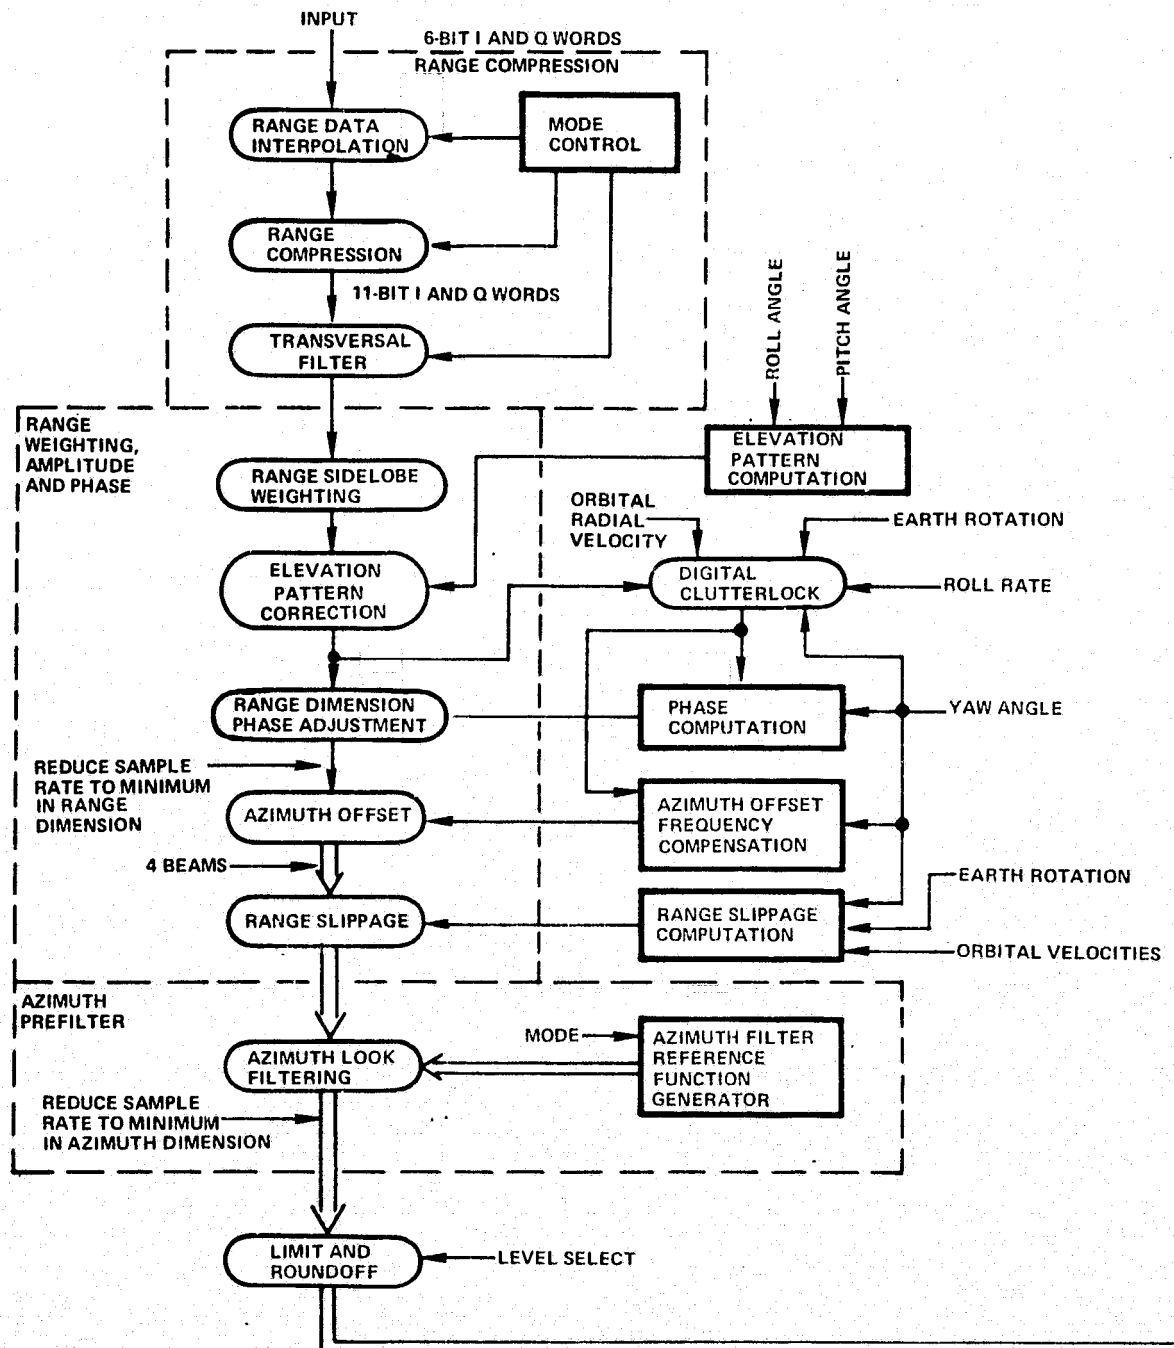 INPUT
6-BIT I AND Q WORDS
RANGE COMPRESSION
RANGE DATA
INTERPOLATION
MODE
CONTROL
RANGE
COMPRESSION
11-BIT I AND Q WORDS
TRANSVERSAL
FILTER
ROLL ANGLE
PITCH ANGLE
RANGE
WEIGHTING,
AMPLITUDE
AND PHASE
ELEVATION
PATTERN
COMPUTATION
RANGE SIDELOBE
WEIGHTING
ORBITAL
RADIAL
VELOCITY
EARTH ROTATION
ELEVATION
PATTERN
CORRECTION
DIGITAL
CLUTTERLOCK
ROLL RATE
RANGE DIMENSION
PHASE ADJUSTMENT
PHASE
COMPUTATION
YAW ANGLE
REDUCE SAMPLE
RATE TO MINIMUM
IN RANGE
DIMENSION
AZIMUTH OFFSET
AZIMUTH OFFSET
FREQUENCY
COMPENSATION
4 BEAMS
EARTH ROTATION
RANGE SLIPPAGE
RANGE SLIPPAGE
COMPUTATION
ORBITAL VELOCITIES
AZIMUTH
PREFILTER
MODE
AZIMUTH LOOK
FILTERING
AZIMUTH FILTER
REFERENCE
FUNCTION
GENERATOR
REDUCE SAMPLE
RATE TO MINIMUM
IN AZIMUTH DIMENSION
LIMIT AND
ROUNDOFF
LEVEL SELECT